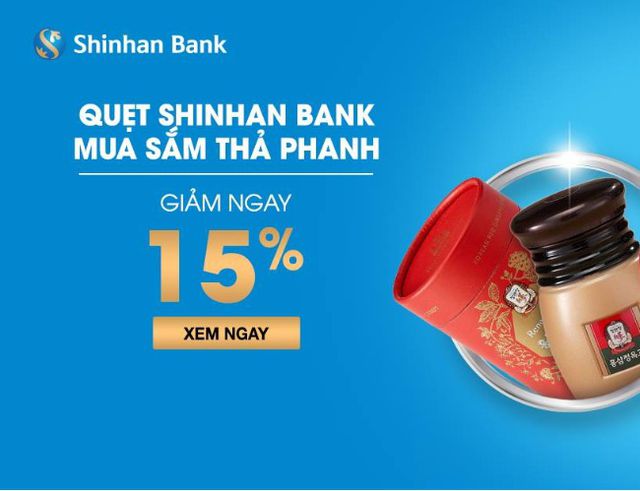 Shinhan Bank
QUẸT SHINHAN BANK
MUA SẮM THẢ PHANH
GIẢM NGAY
15%
XEM NGAY